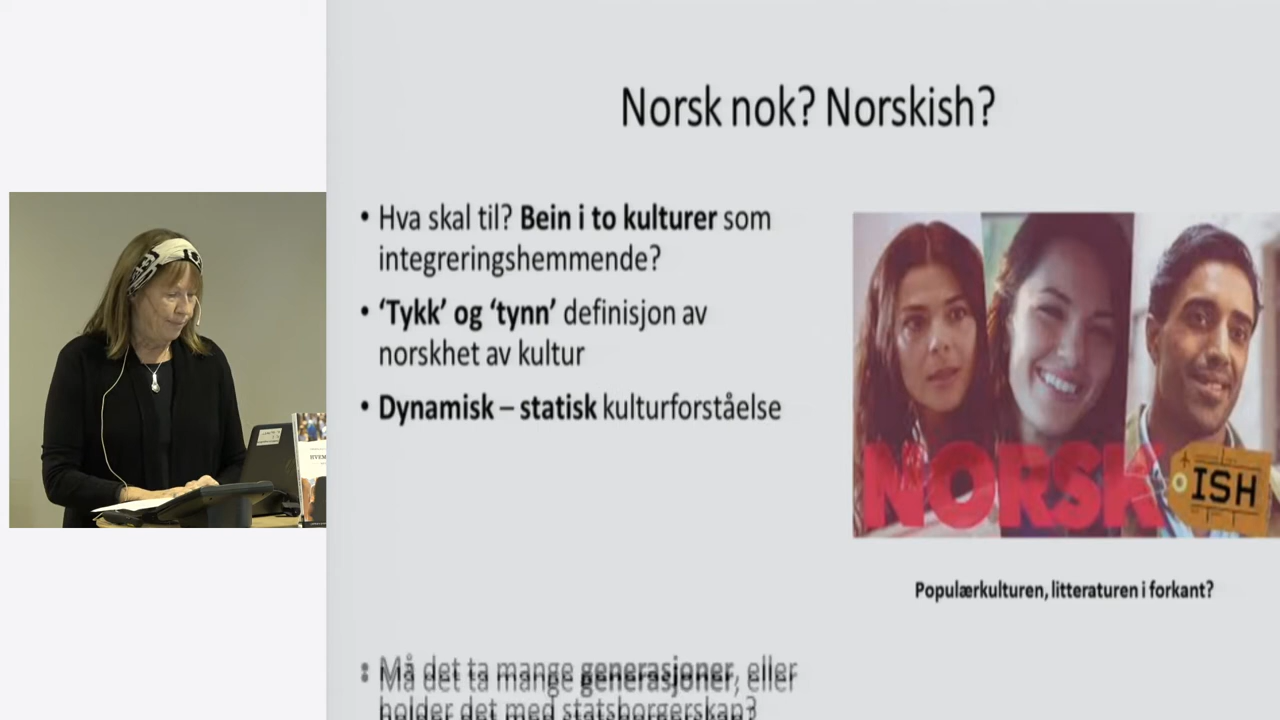 Norsk nok? Norskish?
• Hva skal til? Bein i to kulturer som
integreringshemmende?
• ‘Tykk’ og ‘tynn’ definisjon av
norskhet av kultur
• Dynamisk – statisk kulturforståelse
NORSK
ISH
Populærkulturen, litteraturen i forkant?
• Må det ta mange generasjoner, eller
holder det med statsborgerskap?